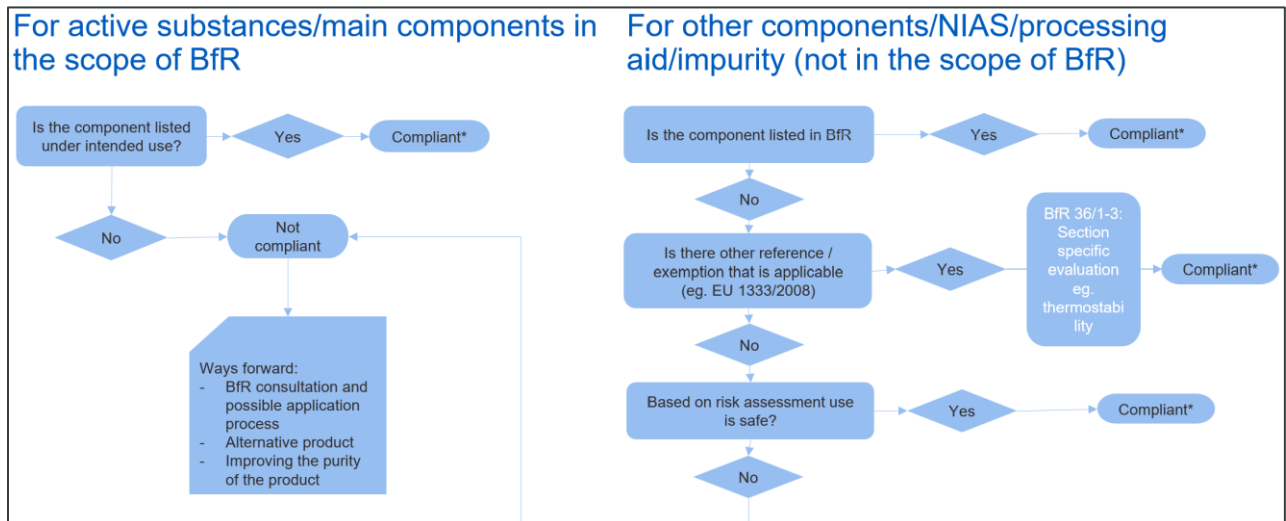 For active substances/main components in
the scope of BfR
Is the component listed
under intended use?
Yes
Compliant*
No
Not
compliant
Ways forward:
- BfR consultation and
possible application
process
- Alternative product
- Improving the purity
of the product
For other components/NIAS/processing
aid/impurity (not in the scope of BfR)
Is the component listed in BfR
Yes
Compliant*
No
Is there other reference /
exemption that is applicable
(eg. EU 1333/2008)
Yes
BfR 36/1-3:
Section
specific
evaluation
eg.
thermostabi
lity
Compliant*
No
Based on risk assessment use
is safe?
Yes
Compliant*
No